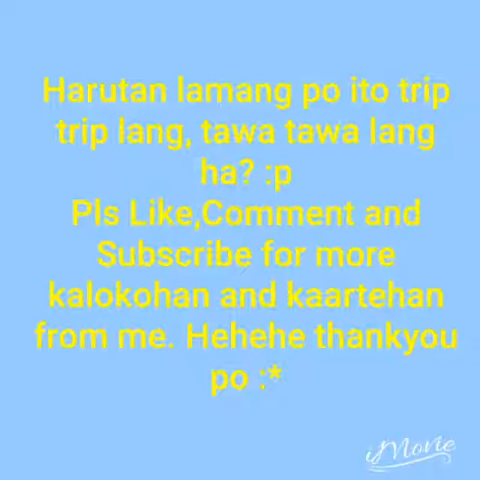 Harutan lamang po ito trip
trip lang, tawa tawa lang
ha? :p
Pls Like,Comment and
Subscribe for more
kalokohan and kaartehan
from me. Hehehe thankyou
po :*
iMovie